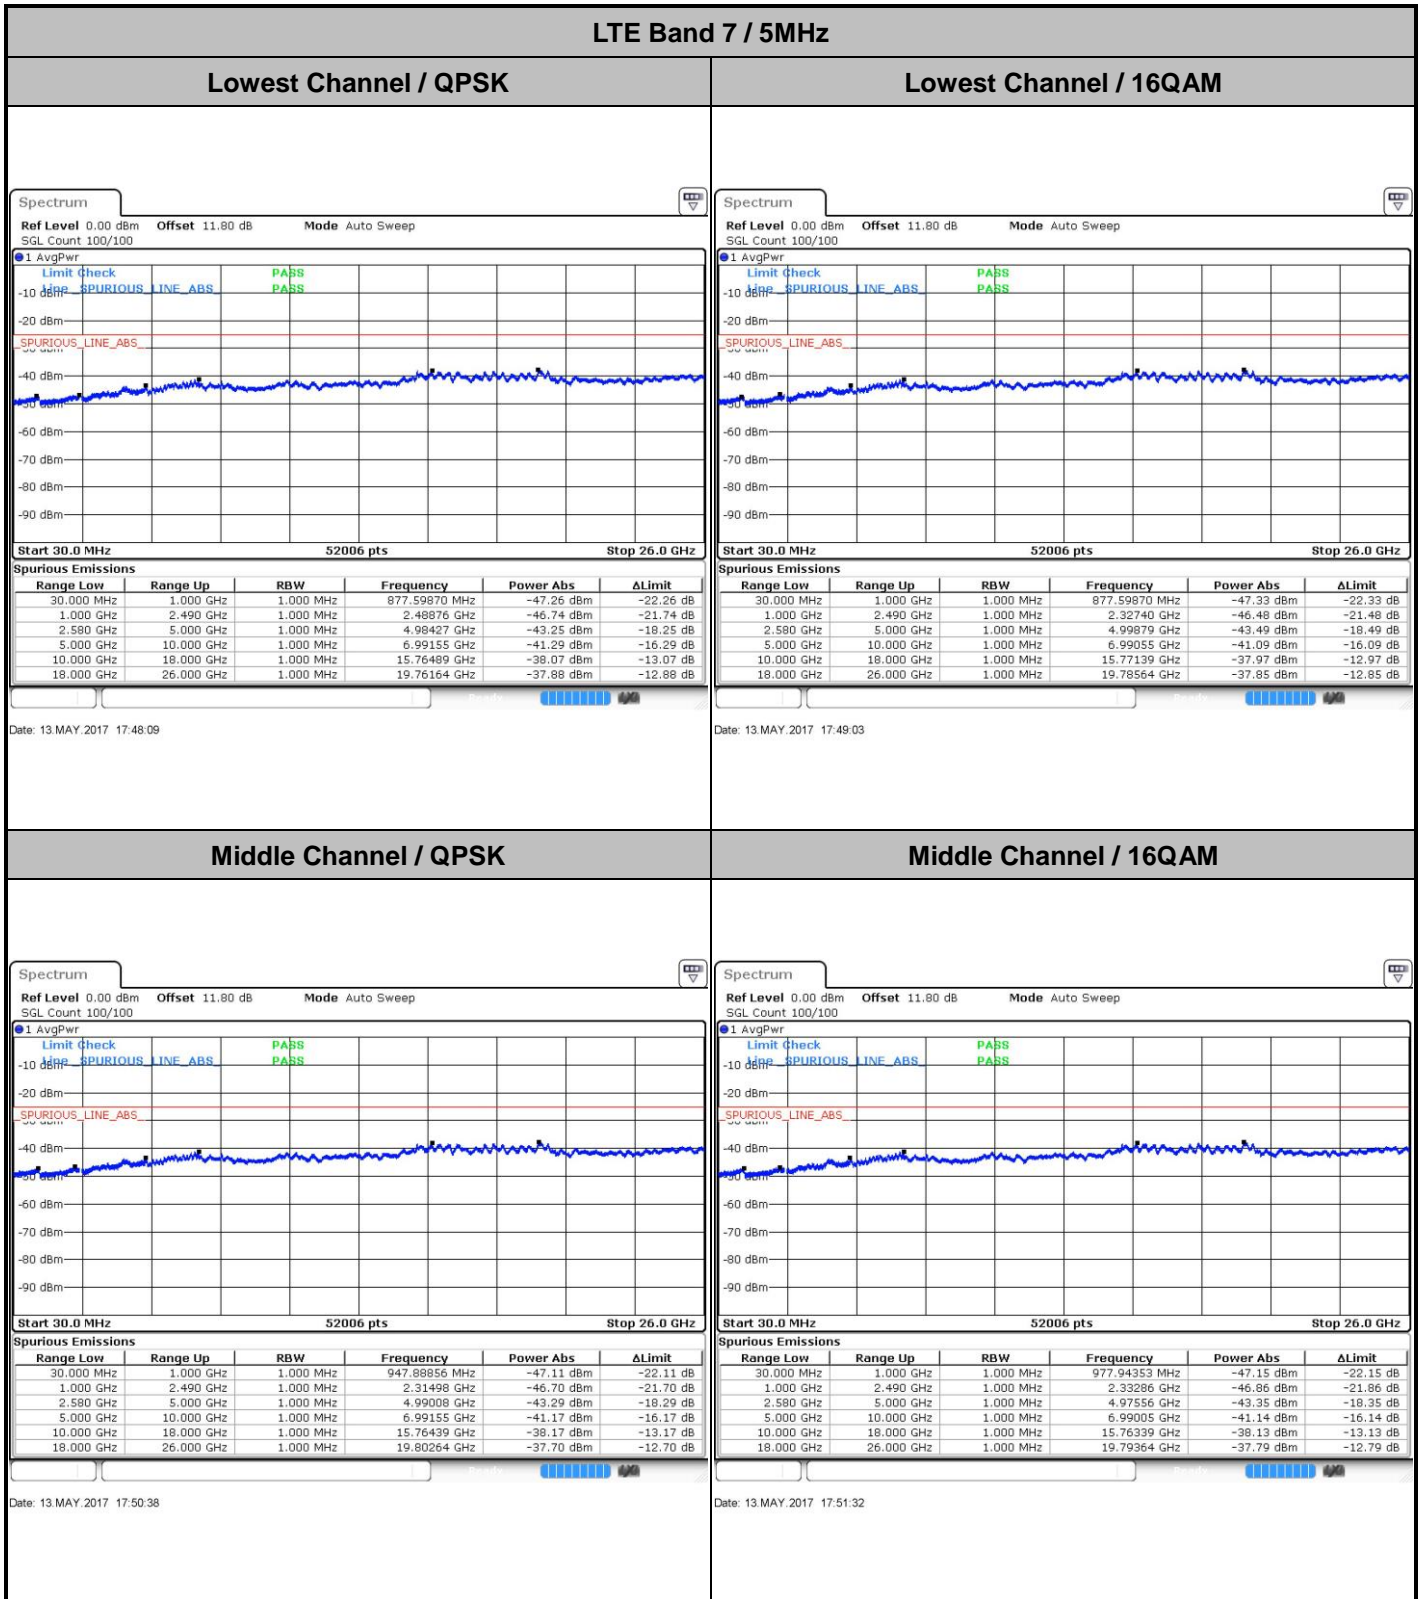 LTE Band 7 / 5MHz
Lowest Channel / QPSK
Lowest Channel / 16QAM
Spectrum
Ref Level 0.00 dBm Offset 11.80 dB Mode Auto Sweep
SGL Count 100/100
1 AvgPwr
Limit Check PASS
Line _SPURIOUS_LINE_ABS_ PASS
-10 dBm
-20 dBm
_SPURIOUS_LINE_ABS_
-30 dBm
-40 dBm
-50 dBm
-60 dBm
-70 dBm
-80 dBm
-90 dBm
Start 30.0 MHz 52006 pts Stop 26.0 GHz
Spurious Emissions
Range Low Range Up RBW Frequency Power Abs ΔLimit
30.000 MHz 1.000 GHz 1.000 MHz 877.59870 MHz -47.26 dBm -22.26 dB
1.000 GHz 2.490 GHz 1.000 MHz 2.48876 GHz -46.74 dBm -21.74 dB
2.580 GHz 5.000 GHz 1.000 MHz 4.98427 GHz -43.25 dBm -18.25 dB
5.000 GHz 10.000 GHz 1.000 MHz 6.99155 GHz -41.29 dBm -16.29 dB
10.000 GHz 18.000 GHz 1.000 MHz 15.76489 GHz -38.07 dBm -13.07 dB
18.000 GHz 26.000 GHz 1.000 MHz 19.76164 GHz -37.88 dBm -12.88 dB
Date: 13.MAY.2017 17:48:09
Spectrum
Ref Level 0.00 dBm Offset 11.80 dB Mode Auto Sweep
SGL Count 100/100
1 AvgPwr
Limit Check PASS
Line _SPURIOUS_LINE_ABS_ PASS
-10 dBm
-20 dBm
_SPURIOUS_LINE_ABS_
-30 dBm
-40 dBm
-50 dBm
-60 dBm
-70 dBm
-80 dBm
-90 dBm
Start 30.0 MHz 52006 pts Stop 26.0 GHz
Spurious Emissions
Range Low Range Up RBW Frequency Power Abs ΔLimit
30.000 MHz 1.000 GHz 1.000 MHz 877.59870 MHz -47.33 dBm -22.33 dB
1.000 GHz 2.490 GHz 1.000 MHz 2.32740 GHz -46.48 dBm -21.48 dB
2.580 GHz 5.000 GHz 1.000 MHz 4.99879 GHz -43.49 dBm -18.49 dB
5.000 GHz 10.000 GHz 1.000 MHz 6.99055 GHz -41.09 dBm -16.09 dB
10.000 GHz 18.000 GHz 1.000 MHz 15.77139 GHz -37.97 dBm -12.97 dB
18.000 GHz 26.000 GHz 1.000 MHz 19.78564 GHz -37.85 dBm -12.85 dB
Date: 13.MAY.2017 17:49:03
Middle Channel / QPSK
Middle Channel / 16QAM
Spectrum
Ref Level 0.00 dBm Offset 11.80 dB Mode Auto Sweep
SGL Count 100/100
1 AvgPwr
Limit Check PASS
Line _SPURIOUS_LINE_ABS_ PASS
-10 dBm
-20 dBm
_SPURIOUS_LINE_ABS_
-30 dBm
-40 dBm
-50 dBm
-60 dBm
-70 dBm
-80 dBm
-90 dBm
Start 30.0 MHz 52006 pts Stop 26.0 GHz
Spurious Emissions
Range Low Range Up RBW Frequency Power Abs ΔLimit
30.000 MHz 1.000 GHz 1.000 MHz 947.88856 MHz -47.11 dBm -22.11 dB
1.000 GHz 2.490 GHz 1.000 MHz 2.31498 GHz -46.70 dBm -21.70 dB
2.580 GHz 5.000 GHz 1.000 MHz 4.99008 GHz -43.29 dBm -18.29 dB
5.000 GHz 10.000 GHz 1.000 MHz 6.99155 GHz -41.17 dBm -16.17 dB
10.000 GHz 18.000 GHz 1.000 MHz 15.76439 GHz -38.17 dBm -13.17 dB
18.000 GHz 26.000 GHz 1.000 MHz 19.80264 GHz -37.70 dBm -12.70 dB
Date: 13.MAY.2017 17:50:38
Spectrum
Ref Level 0.00 dBm Offset 11.80 dB Mode Auto Sweep
SGL Count 100/100
1 AvgPwr
Limit Check PASS
Line _SPURIOUS_LINE_ABS_ PASS
-10 dBm
-20 dBm
_SPURIOUS_LINE_ABS_
-30 dBm
-40 dBm
-50 dBm
-60 dBm
-70 dBm
-80 dBm
-90 dBm
Start 30.0 MHz 52006 pts Stop 26.0 GHz
Spurious Emissions
Range Low Range Up RBW Frequency Power Abs ΔLimit
30.000 MHz 1.000 GHz 1.000 MHz 977.94353 MHz -47.15 dBm -22.15 dB
1.000 GHz 2.490 GHz 1.000 MHz 2.33286 GHz -46.86 dBm -21.86 dB
2.580 GHz 5.000 GHz 1.000 MHz 4.97556 GHz -43.35 dBm -18.35 dB
5.000 GHz 10.000 GHz 1.000 MHz 6.99005 GHz -41.14 dBm -16.14 dB
10.000 GHz 18.000 GHz 1.000 MHz 15.76339 GHz -38.13 dBm -13.13 dB
18.000 GHz 26.000 GHz 1.000 MHz 19.79364 GHz -37.79 dBm -12.79 dB
Date: 13.MAY.2017 17:51:32